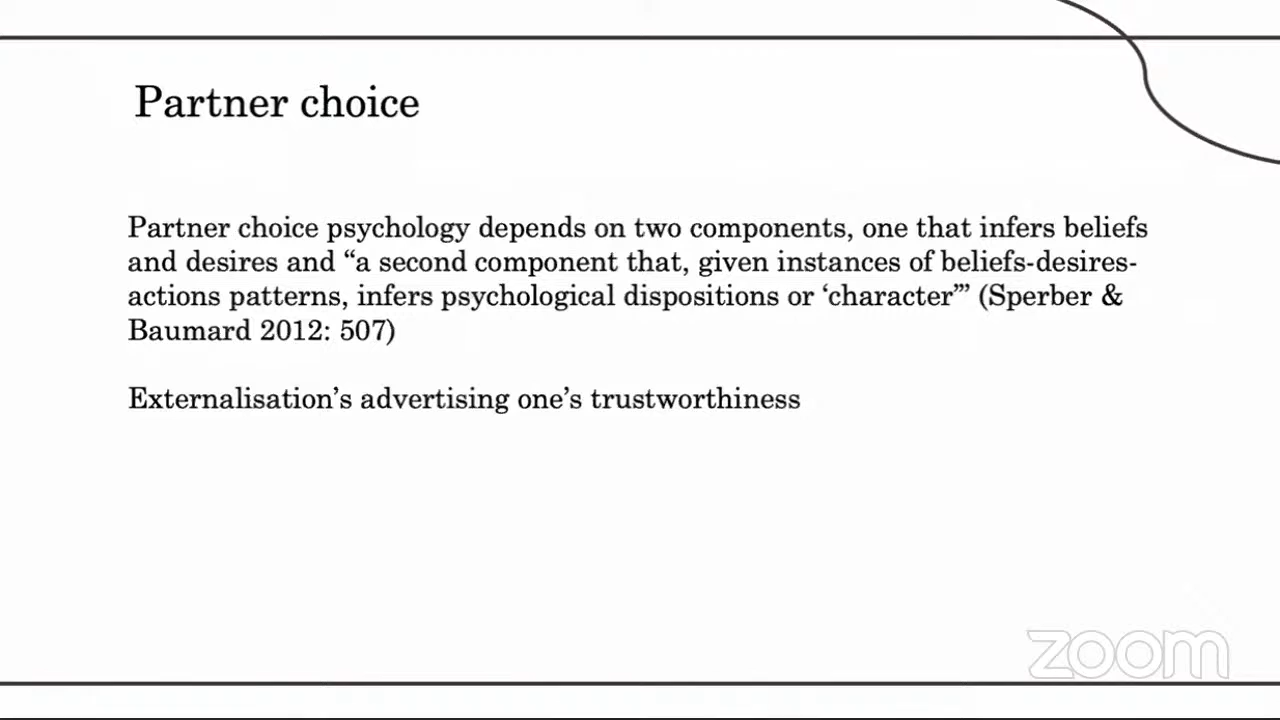 Partner choice
Partner choice psychology depends on two components, one that infers beliefs
and desires and “a second component that, given instances of beliefs-desires-
actions patterns, infers psychological dispositions or ‘character’” (Sperber &
Baumard 2012: 507)
Externalisation’s advertising one’s trustworthiness
zoom